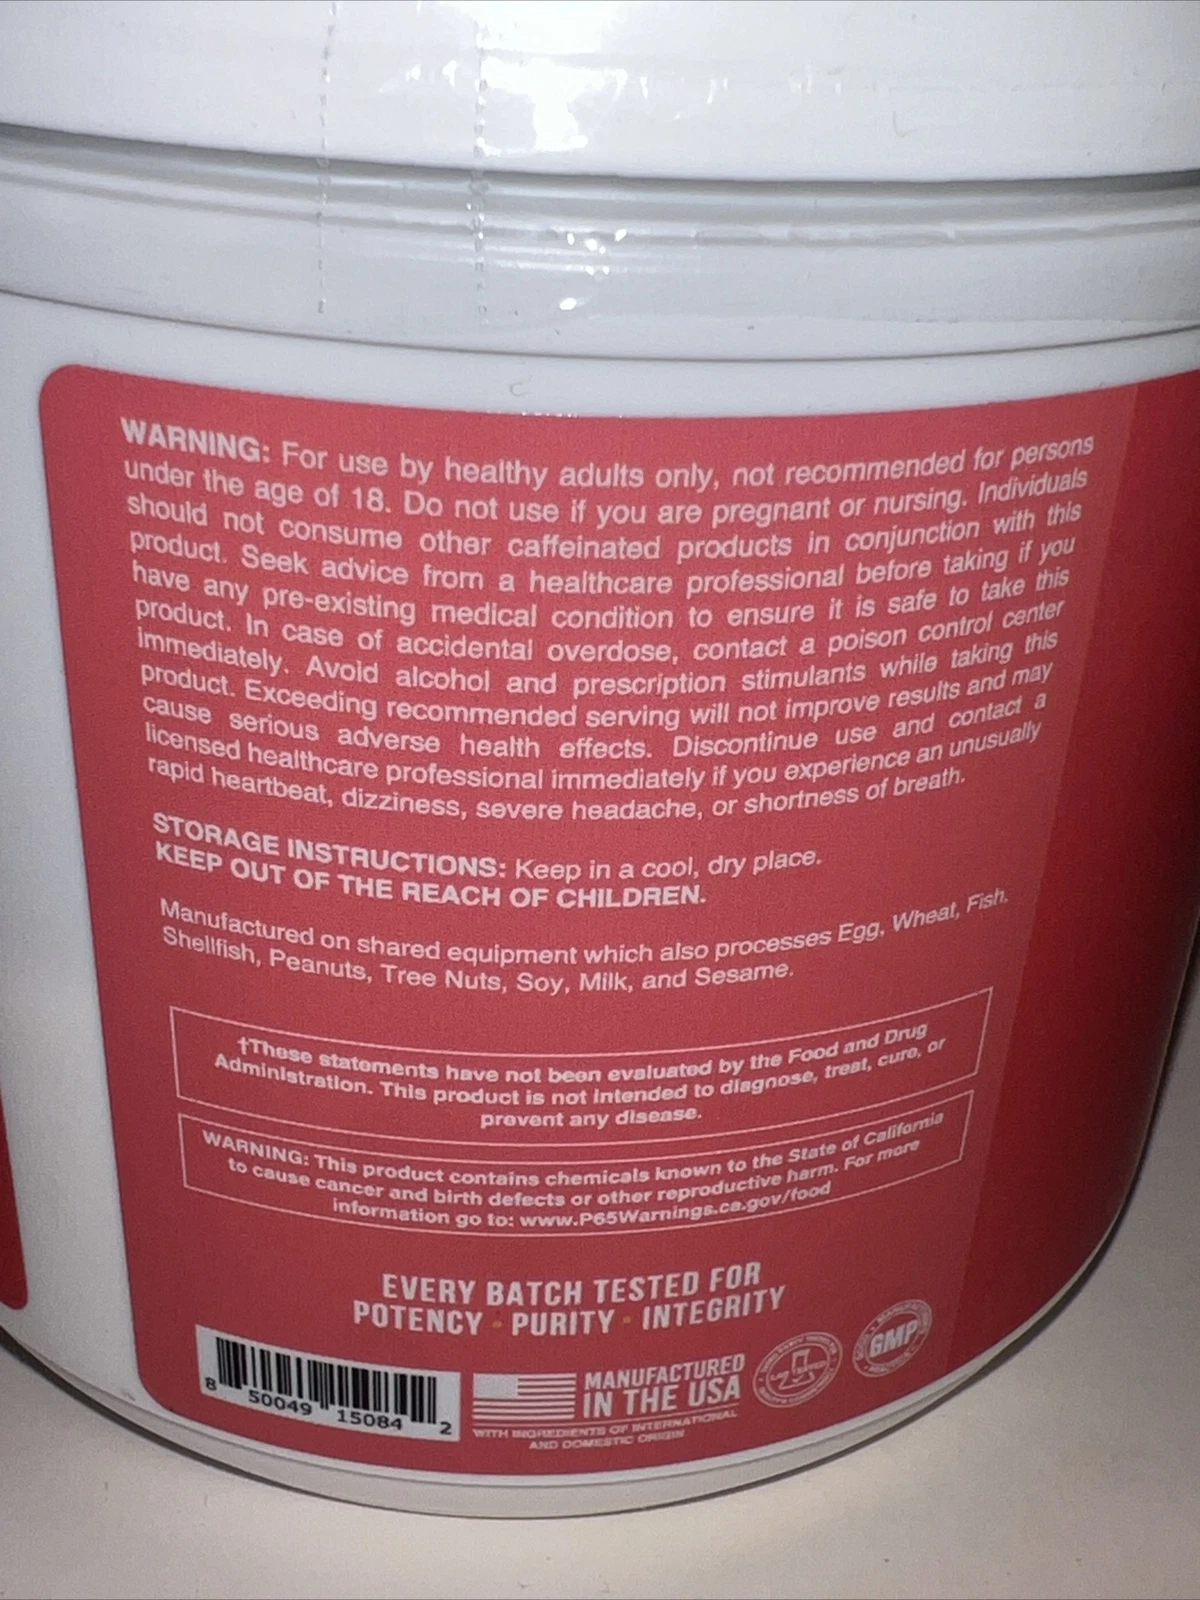 WARNING: For use by healthy adults only, not recommended for persons
under the age of 18. Do not use if you are pregnant or nursing. Individuals
should not consume other caffeinated products in conjunction with this
product. Seek advice from a healthcare professional before taking if you
have any pre-existing medical condition to ensure it is safe to take this
product. In case of accidental overdose, contact a poison control center
immediately. Avoid alcohol and prescription stimulants while taking this
product. Exceeding recommended serving will not improve results and may
cause serious adverse health effects. Discontinue use and contact a
licensed healthcare professional immediately if you experience an unusually
rapid heartbeat, dizziness, severe headache, or shortness of breath.
STORAGE INSTRUCTIONS: Keep in a cool, dry place.
KEEP OUT OF THE REACH OF CHILDREN.
Manufactured on shared equipment which also processes Egg, Wheat, Fish,
Shellfish, Peanuts, Tree Nuts, Soy, Milk, and Sesame.
†These statements have not been evaluated by the Food and Drug
Administration. This product is not intended to diagnose, treat, cure, or
prevent any disease.
WARNING: This product contains chemicals known to the State of California
to cause cancer and birth defects or other reproductive harm. For more
information go to: www.P65Warnings.ca.gov/food
EVERY BATCH TESTED FOR
POTENCY · PURITY · INTEGRITY
8 50049 15084 2
MANUFACTURED
IN THE USA
WITH INGREDIENTS OF INTERNATIONAL
AND DOMESTIC ORIGIN
TESTED
GMP